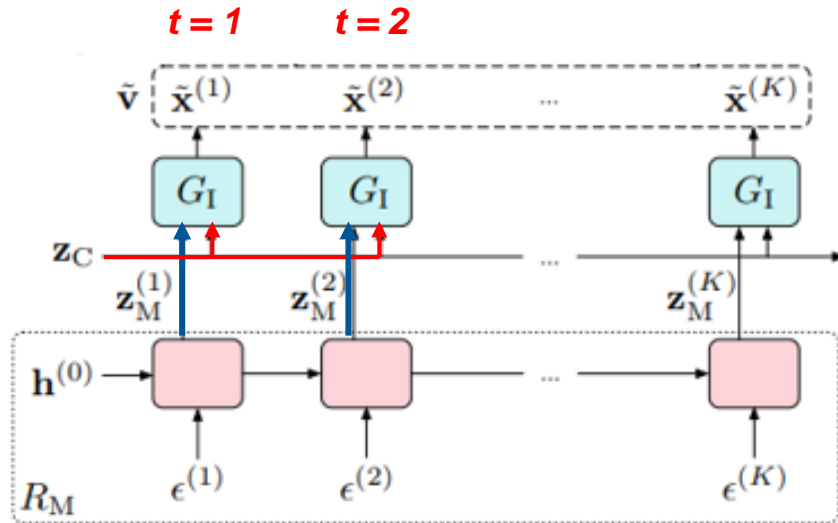 t = 1 t = 2
ṽ x̃^(1) x̃^(2) ... x̃^(K)
G_I G_I G_I
z_C ...
z_M^(1) z_M^(2) z_M^(K)
h^(0) ...
ϵ^(1) ϵ^(2) ϵ^(K)
R_M